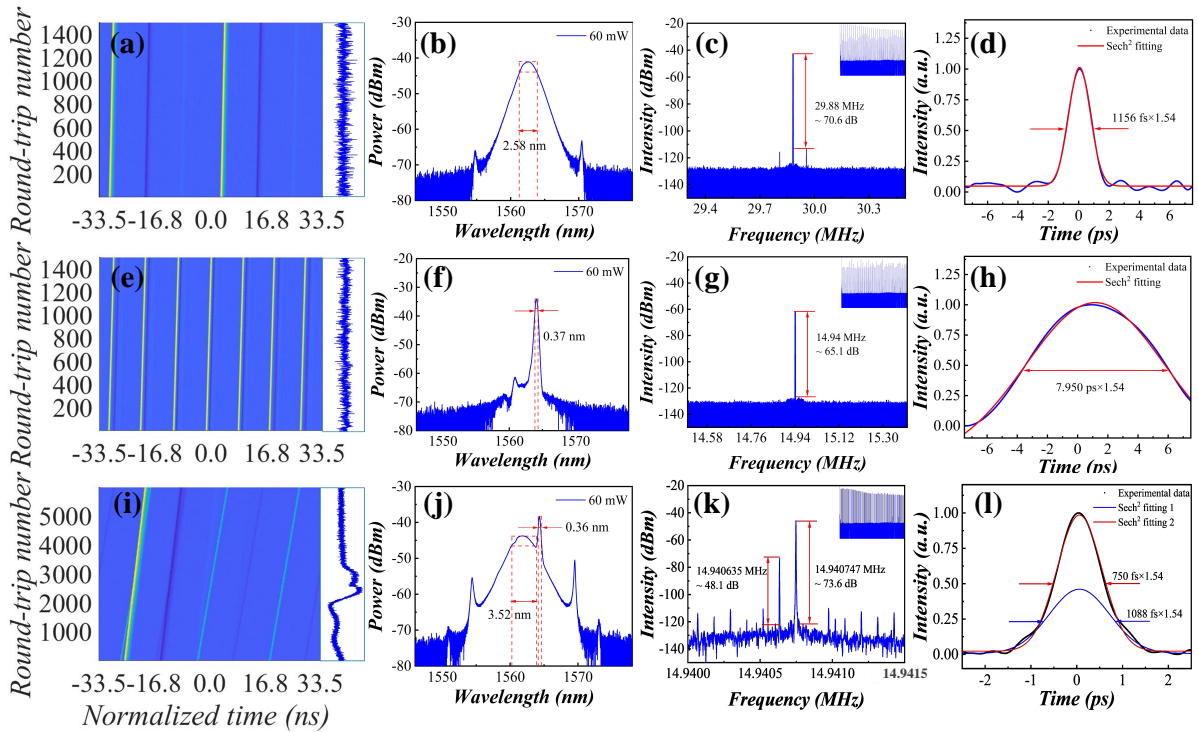 Round-trip number
1400
1200
1000
800
600
400
200
(a)
-33.5 -16.8 0.0 16.8 33.5
Power (dBm)
-30
-40
-50
-60
-70
-80
(b)
60 mW
2.58 nm
1550 1560 1570
Wavelength (nm)
Intensity (dBm)
-20
-40
-60
-80
-100
-120
-140
(c)
29.88 MHz
~ 70.6 dB
29.4 29.7 30.0 30.3
Frequency (MHz)
Intensity (a.u.)
1.25
1.00
0.75
0.50
0.25
0.00
(d)
Experimental data
Sech² fitting
1156 fs×1.54
-6 -4 -2 0 2 4 6
Time (ps)
Round-trip number
1400
1200
1000
800
600
400
200
(e)
-33.5 -16.8 0.0 16.8 33.5
Power (dBm)
-30
-40
-50
-60
-70
-80
(f)
60 mW
0.37 nm
1550 1560 1570
Wavelength (nm)
Intensity (dBm)
-20
-40
-60
-80
-100
-120
-140
(g)
14.94 MHz
~ 65.1 dB
14.58 14.76 14.94 15.12 15.30
Frequency (MHz)
Intensity (a.u.)
1.25
1.00
0.75
0.50
0.25
0.00
(h)
Experimental data
Sech² fitting
7.950 ps×1.54
-6 -4 -2 0 2 4 6
Time (ps)
Round-trip number
5000
4000
3000
2000
1000
(i)
-33.5 -16.8 0.0 16.8 33.5
Normalized time (ns)
Power (dBm)
-30
-40
-50
-60
-70
-80
(j)
60 mW
0.36 nm
3.52 nm
1550 1560 1570
Wavelength (nm)
Intensity (dBm)
-20
-40
-60
-80
-100
-120
-140
(k)
14.940635 MHz
~ 48.1 dB
14.940747 MHz
~ 73.6 dB
14.9400 14.9405 14.9410 14.9415
Frequency (MHz)
Intensity (a.u.)
1.00
0.75
0.50
0.25
0.00
(l)
Experimental data
Sech² fitting 1
Sech² fitting 2
750 fs×1.54
1088 fs×1.54
-2 -1 0 1 2
Time (ps)